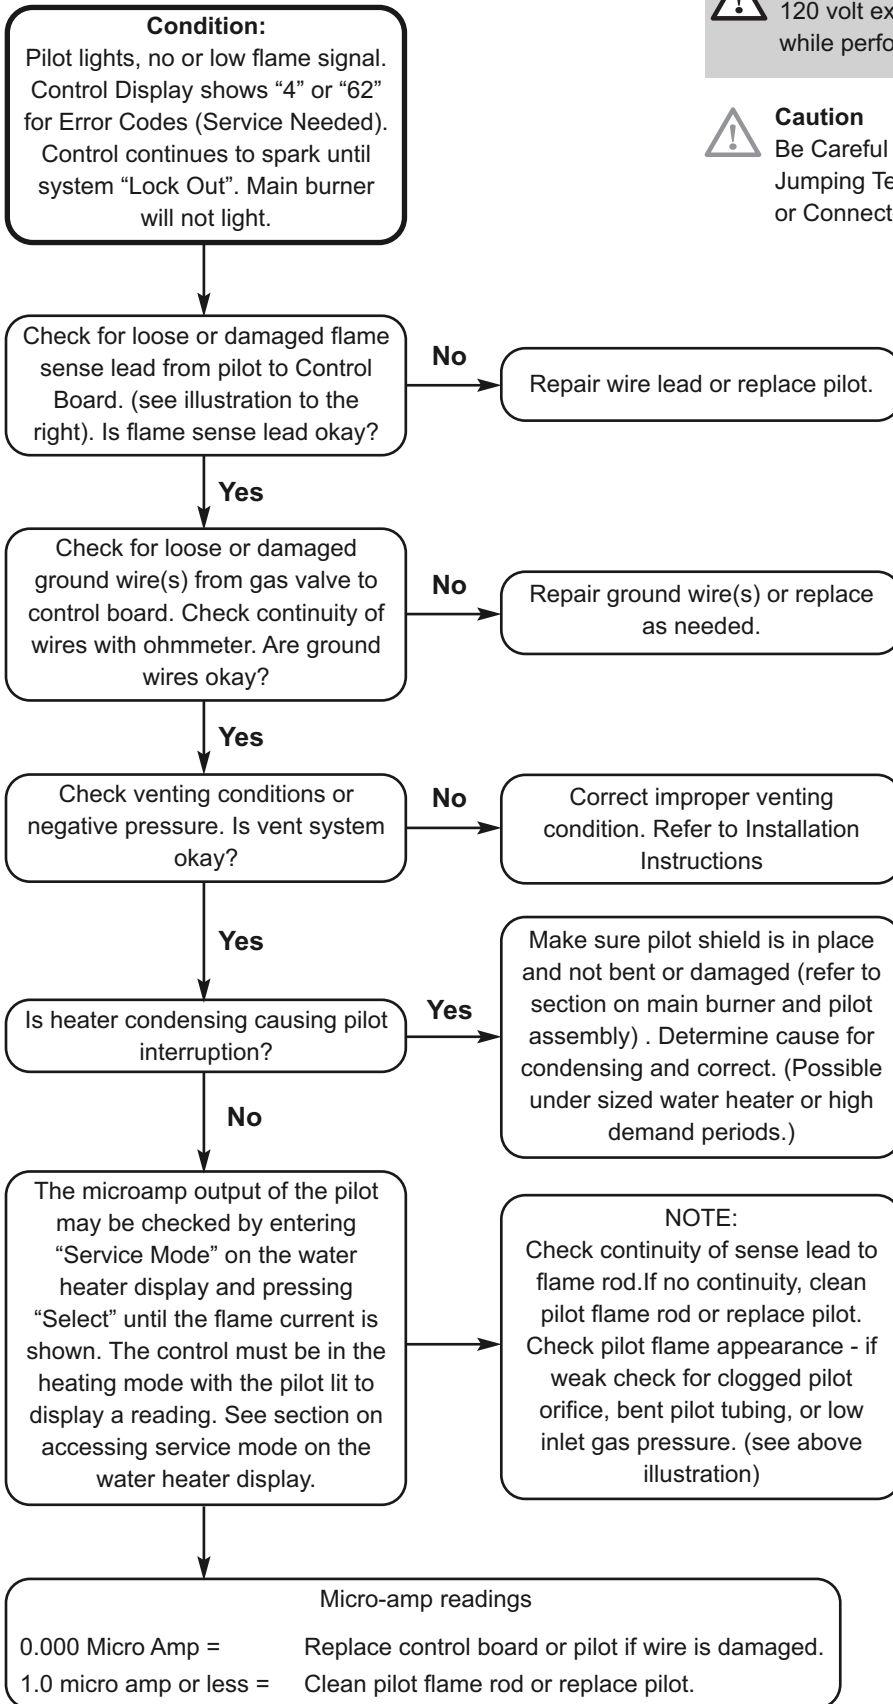 Condition:
Pilot lights, no or low flame signal.
Control Display shows “4” or “62”
for Error Codes (Service Needed).
Control continues to spark until
system “Lock Out”. Main burner
will not light.
120 volt ex
while perfo
Caution
Be Careful
Jumping Te
or Connect
Check for loose or damaged flame
sense lead from pilot to Control
Board. (see illustration to the
right). Is flame sense lead okay?
No
Repair wire lead or replace pilot.
Yes
Check for loose or damaged
ground wire(s) from gas valve to
control board. Check continuity of
wires with ohmmeter. Are ground
wires okay?
No
Repair ground wire(s) or replace
as needed.
Yes
Check venting conditions or
negative pressure. Is vent system
okay?
No
Correct improper venting
condition. Refer to Installation
Instructions
Yes
Is heater condensing causing pilot
interruption?
Yes
Make sure pilot shield is in place
and not bent or damaged (refer to
section on main burner and pilot
assembly) . Determine cause for
condensing and correct. (Possible
under sized water heater or high
demand periods.)
No
The microamp output of the pilot
may be checked by entering
“Service Mode” on the water
heater display and pressing
“Select” until the flame current is
shown. The control must be in the
heating mode with the pilot lit to
display a reading. See section on
accessing service mode on the
water heater display.
NOTE:
Check continuity of sense lead to
flame rod.If no continuity, clean
pilot flame rod or replace pilot.
Check pilot flame appearance - if
weak check for clogged pilot
orifice, bent pilot tubing, or low
inlet gas pressure. (see above
illustration)
Micro-amp readings
0.000 Micro Amp = Replace control board or pilot if wire is damaged.
1.0 micro amp or less = Clean pilot flame rod or replace pilot.